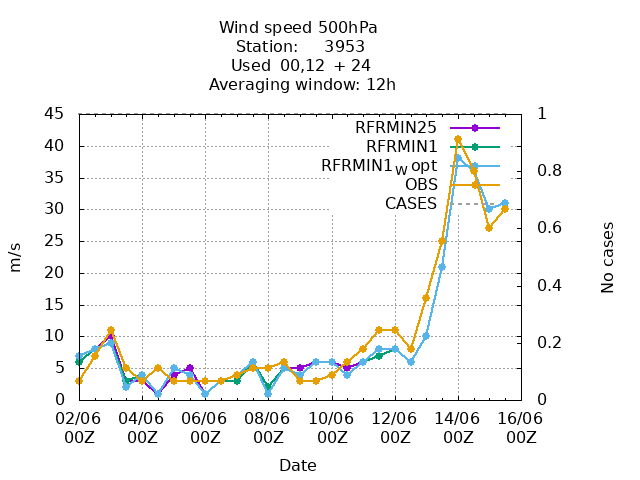 Wind speed 500hPa
Station: 3953
Used 00,12 + 24
Averaging window: 12h
45 1
RFRMIN25
40
RFRMIN1
RFRMIN1w opt
0.8
35
OBS
CASES
30
0.6
25
m/s
No cases
20
0.4
15
10
0.2
5
0 0
02/06 04/06 06/06 08/06 10/06 12/06 14/06 16/06
00Z 00Z 00Z 00Z 00Z 00Z 00Z 00Z
Date